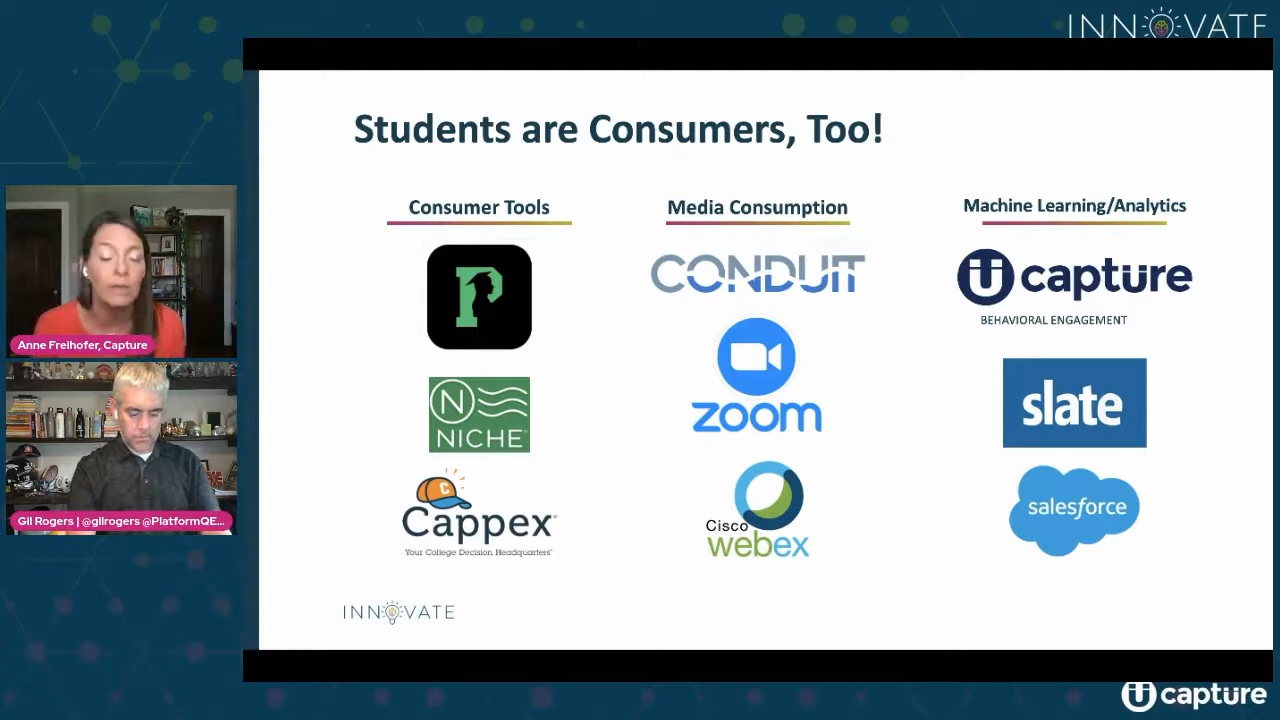 INNOVATE
Students are Consumers, Too!
Consumer Tools
P
N
NICHE
C
Cappex
Your College Decision Headquarters
Media Consumption
CONDUIT
zoom
Cisco
webex
Machine Learning/Analytics
capture
BEHAVIORAL ENGAGEMENT
slate
salesforce
Anne Freihofer, Capture
Gil Rogers | @gilrogers @PlatformQE...
INNOVATE
capture